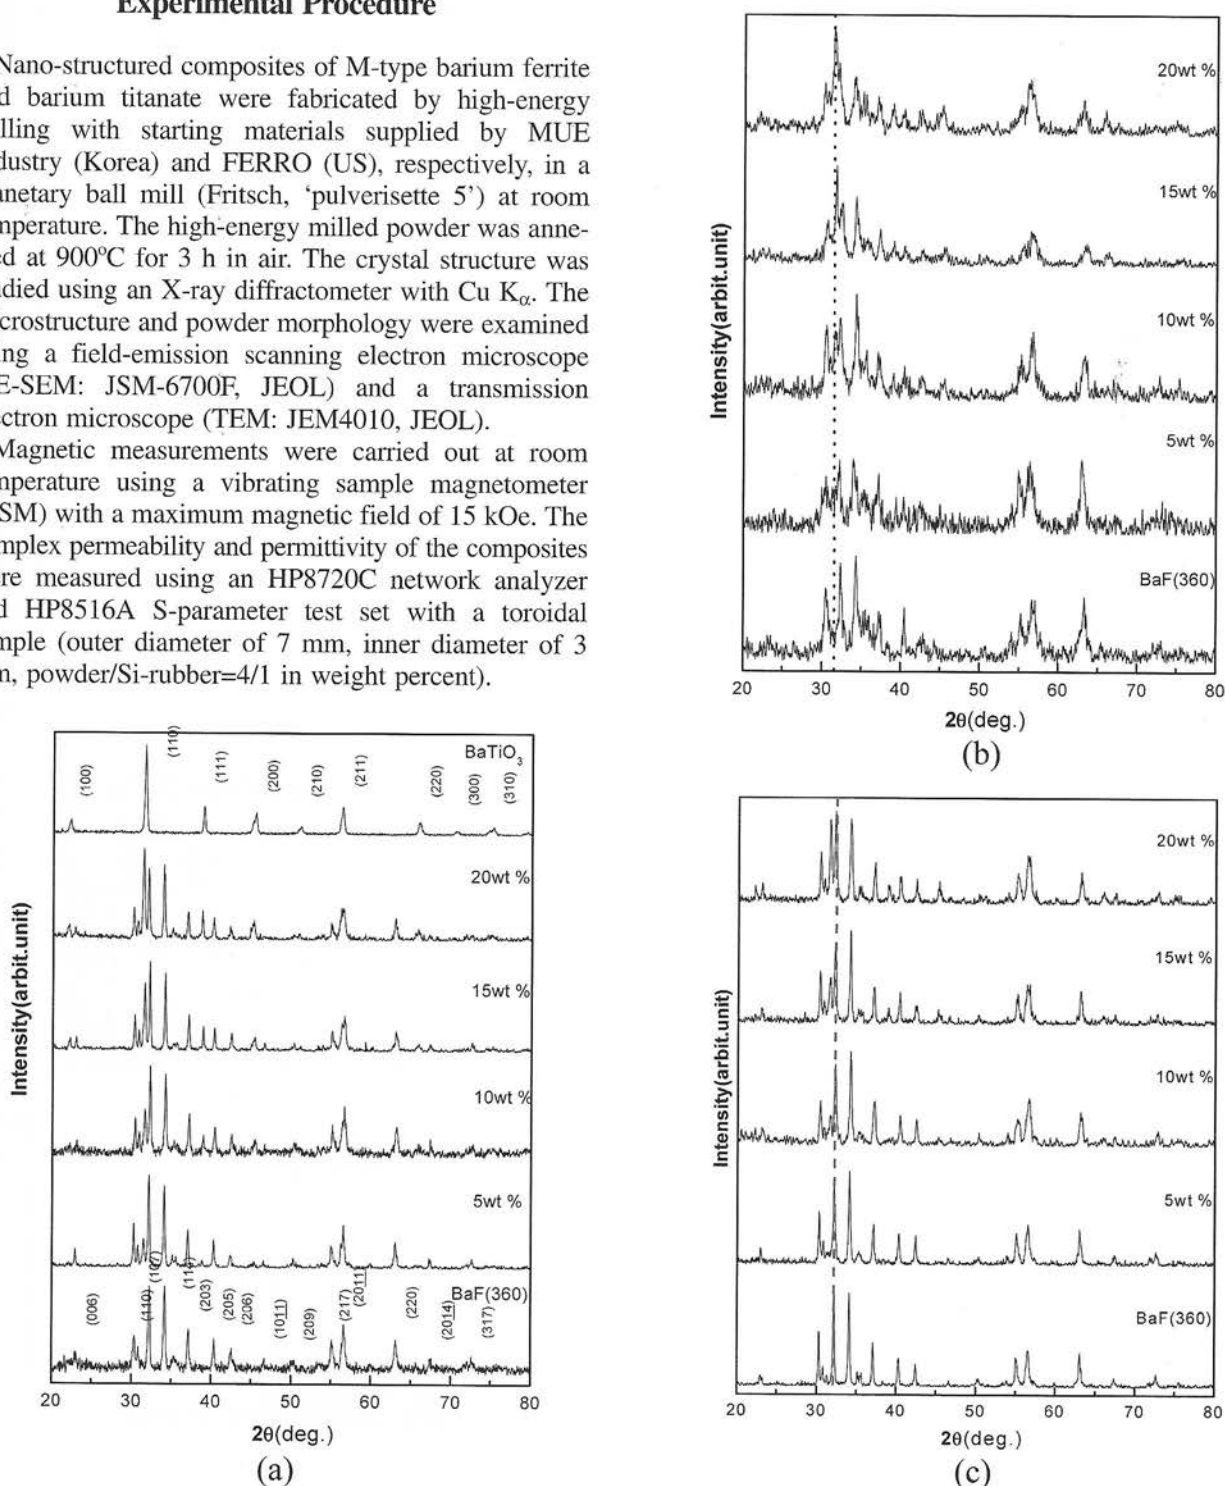 Experimental Procedure
Nano-structured composites of M-type barium ferrite
d barium titanate were fabricated by high-energy
lling with starting materials supplied by MUE
dustry (Korea) and FERRO (US), respectively, in a
anetary ball mill (Fritsch, ‘pulverisette 5’) at room
mperature. The high-energy milled powder was anne-
ed at 900°C for 3 h in air. The crystal structure was
udied using an X-ray diffractometer with Cu Kα. The
crostructure and powder morphology were examined
ing a field-emission scanning electron microscope
E-SEM: JSM-6700F, JEOL) and a transmission
ectron microscope (TEM: JEM4010, JEOL).
Magnetic measurements were carried out at room
mperature using a vibrating sample magnetometer
SM) with a maximum magnetic field of 15 kOe. The
mplex permeability and permittivity of the composites
re measured using an HP8720C network analyzer
d HP8516A S-parameter test set with a toroidal
mple (outer diameter of 7 mm, inner diameter of 3
m, powder/Si-rubber=4/1 in weight percent).
Intensity(arbit.unit)
BaTiO3
(100) (110) (111) (200) (210) (211) (220) (300) (310)
20wt %
15wt %
10wt %
5wt %
BaF(360)
(006) (110) (107) (114) (203) (205) (206) (1011) (209) (217) (2011) (220) (2014) (317)
20 30 40 50 60 70 80
2θ(deg.)
(a)
Intensity(arbit.unit)
20wt %
15wt %
10wt %
5wt %
BaF(360)
20 30 40 50 60 70 80
2θ(deg.)
(b)
Intensity(arbit.unit)
20wt %
15wt %
10wt %
5wt %
BaF(360)
20 30 40 50 60 70 80
2θ(deg.)
(c)